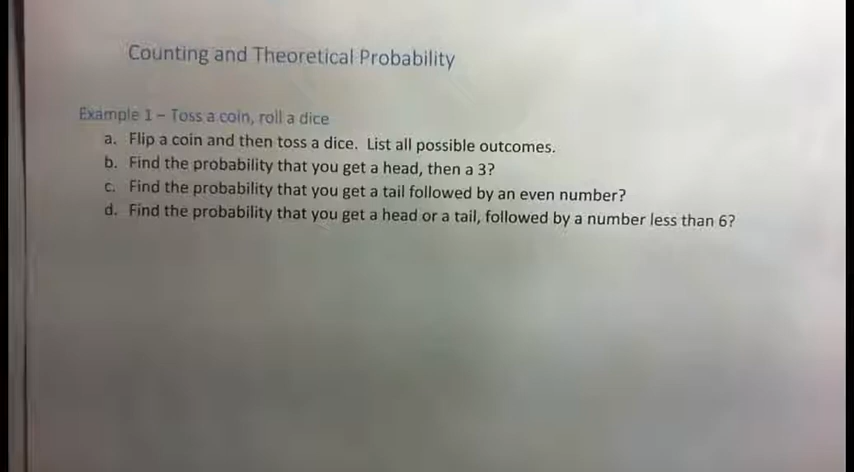 Counting and Theoretical Probability
Example 1 – Toss a coin, roll a dice
a. Flip a coin and then toss a dice. List all possible outcomes.
b. Find the probability that you get a head, then a 3?
c. Find the probability that you get a tail followed by an even number?
d. Find the probability that you get a head or a tail, followed by a number less than 6?